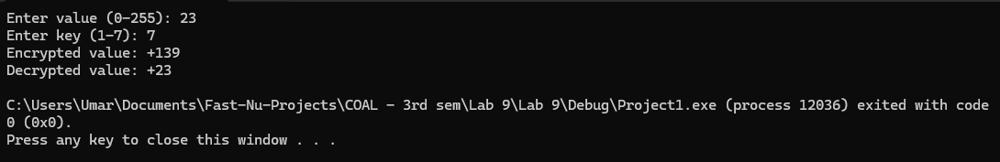 Enter value (0-255): 23
Enter key (1-7): 7
Encrypted value: +139
Decrypted value: +23
C:\Users\Umar\Documents\Fast-Nu-Projects\COAL - 3rd sem\Lab 9\Lab 9\Debug\Project1.exe (process 12036) exited with code
0 (0x0).
Press any key to close this window . . .